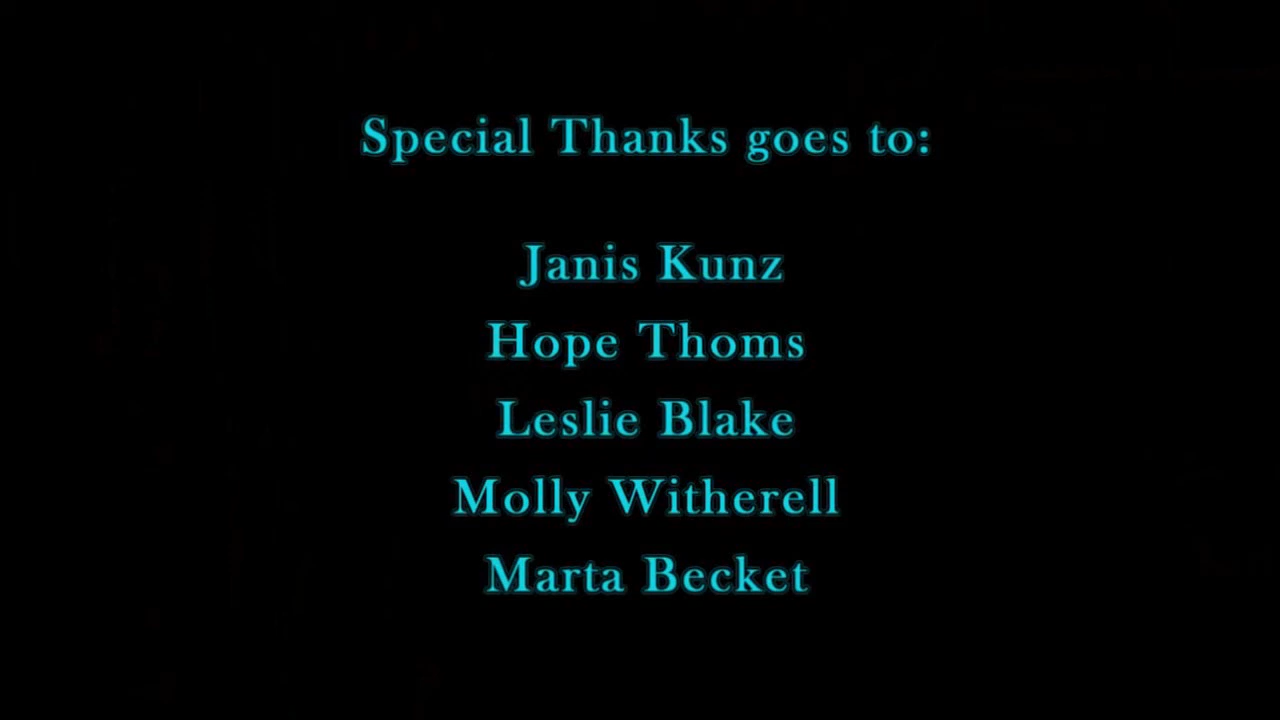 Special Thanks goes to:
Janis Kunz
Hope Thoms
Leslie Blake
Molly Witherell
Marta Becket